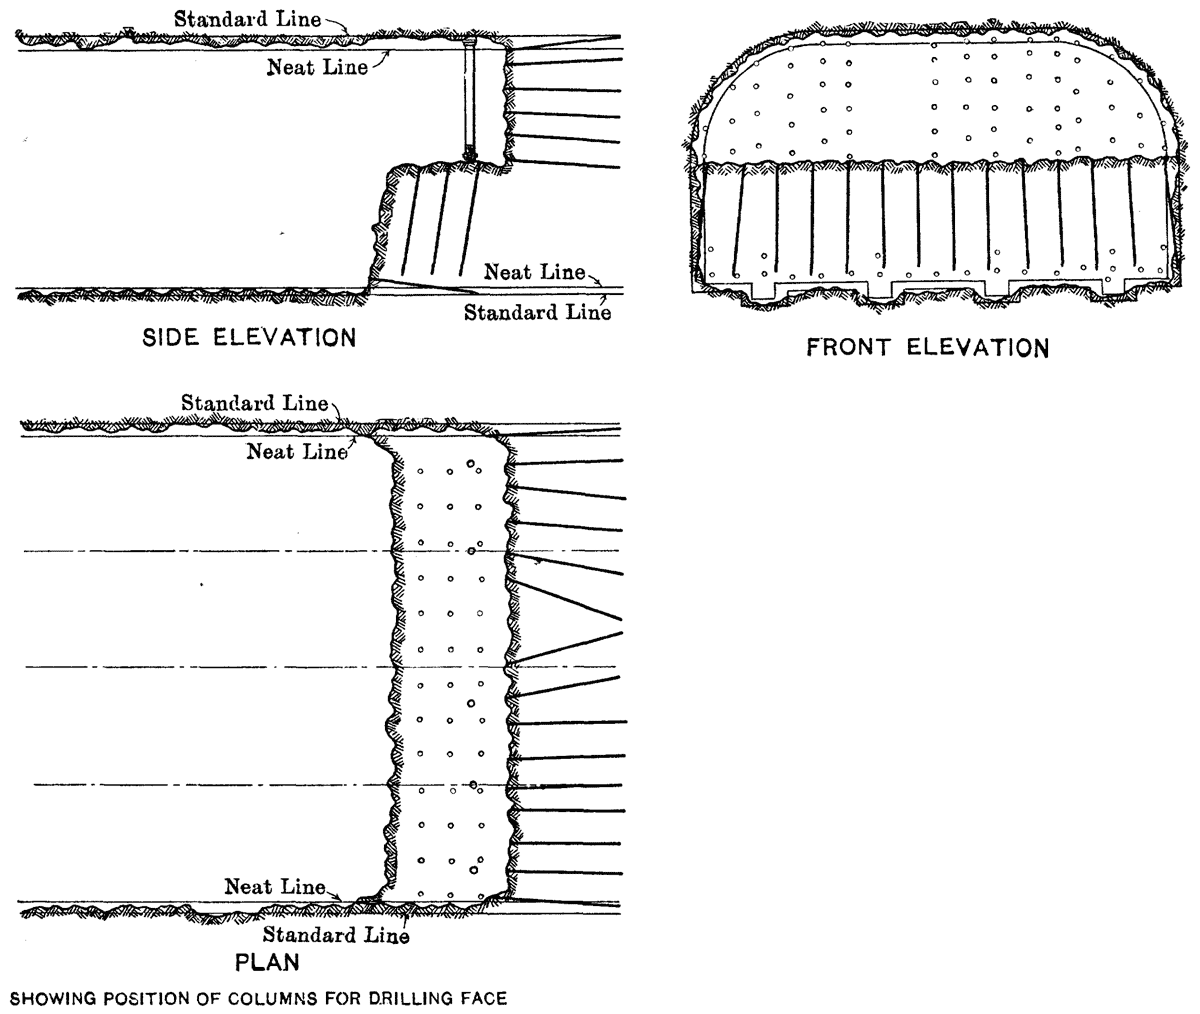 Standard Line
Neat Line
Neat Line
Standard Line
SIDE ELEVATION
FRONT ELEVATION
Standard Line
Neat Line
Neat Line
Standard Line
PLAN
SHOWING POSITION OF COLUMNS FOR DRILLING FACE